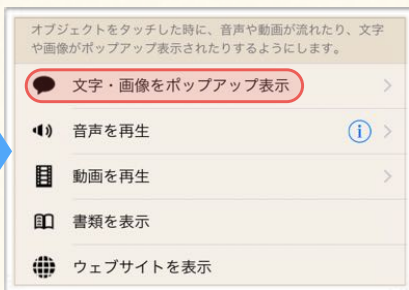 オブジェクトをタッチした時に、音声や動画が流れたり、文字
や画像がポップアップ表示されたりするようにします。
文字・画像をポップアップ表示
音声を再生
動画を再生
書類を表示
ウェブサイトを表示